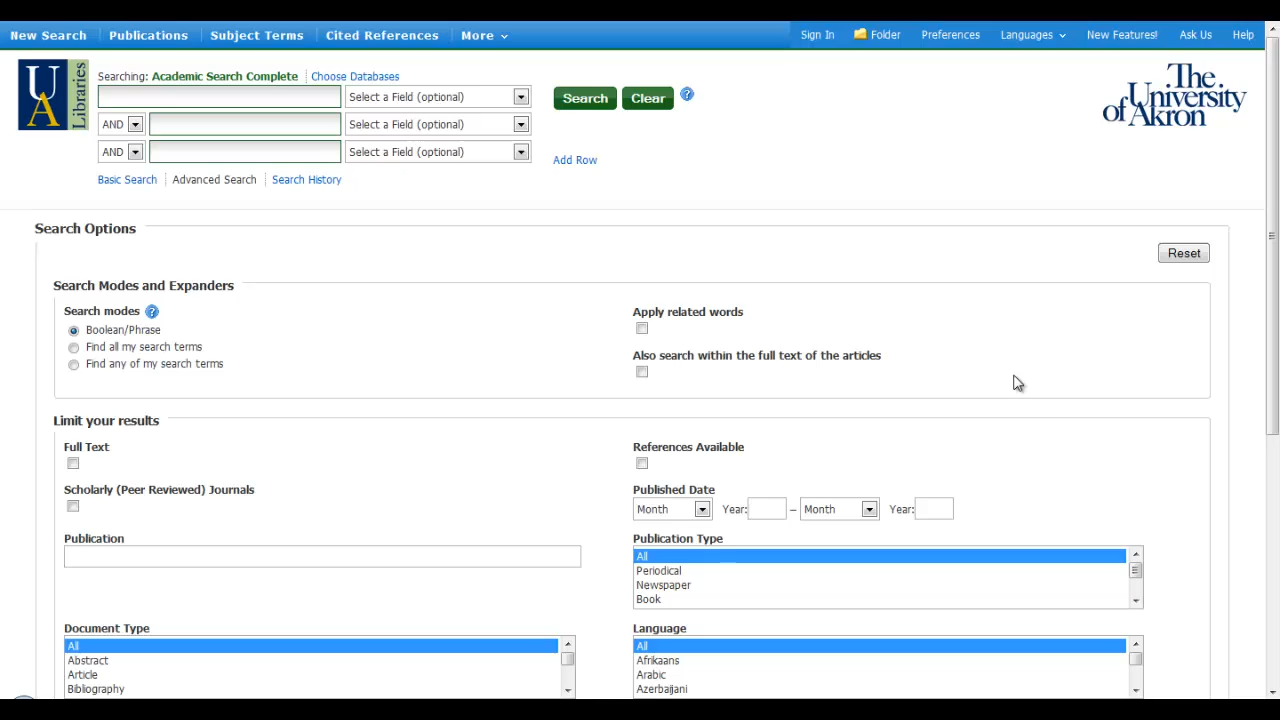 New Search Publications Subject Terms Cited References More Sign In Folder Preferences Languages New Features! Ask Us Help
UA Libraries
Searching: Academic Search Complete Choose Databases
The University of Akron
Select a Field (optional) Search Clear ?
AND Select a Field (optional)
AND Select a Field (optional) Add Row
Basic Search Advanced Search Search History
Search Options
Reset
Search Modes and Expanders
Search modes ?
Boolean/Phrase
Find all my search terms
Find any of my search terms
Apply related words
Also search within the full text of the articles
Limit your results
Full Text
References Available
Scholarly (Peer Reviewed) Journals
Published Date
Month Year: – Month Year:
Publication
Publication Type
All
Periodical
Newspaper
Book
Document Type
All
Abstract
Article
Bibliography
Language
All
Afrikaans
Arabic
Azerbaijani